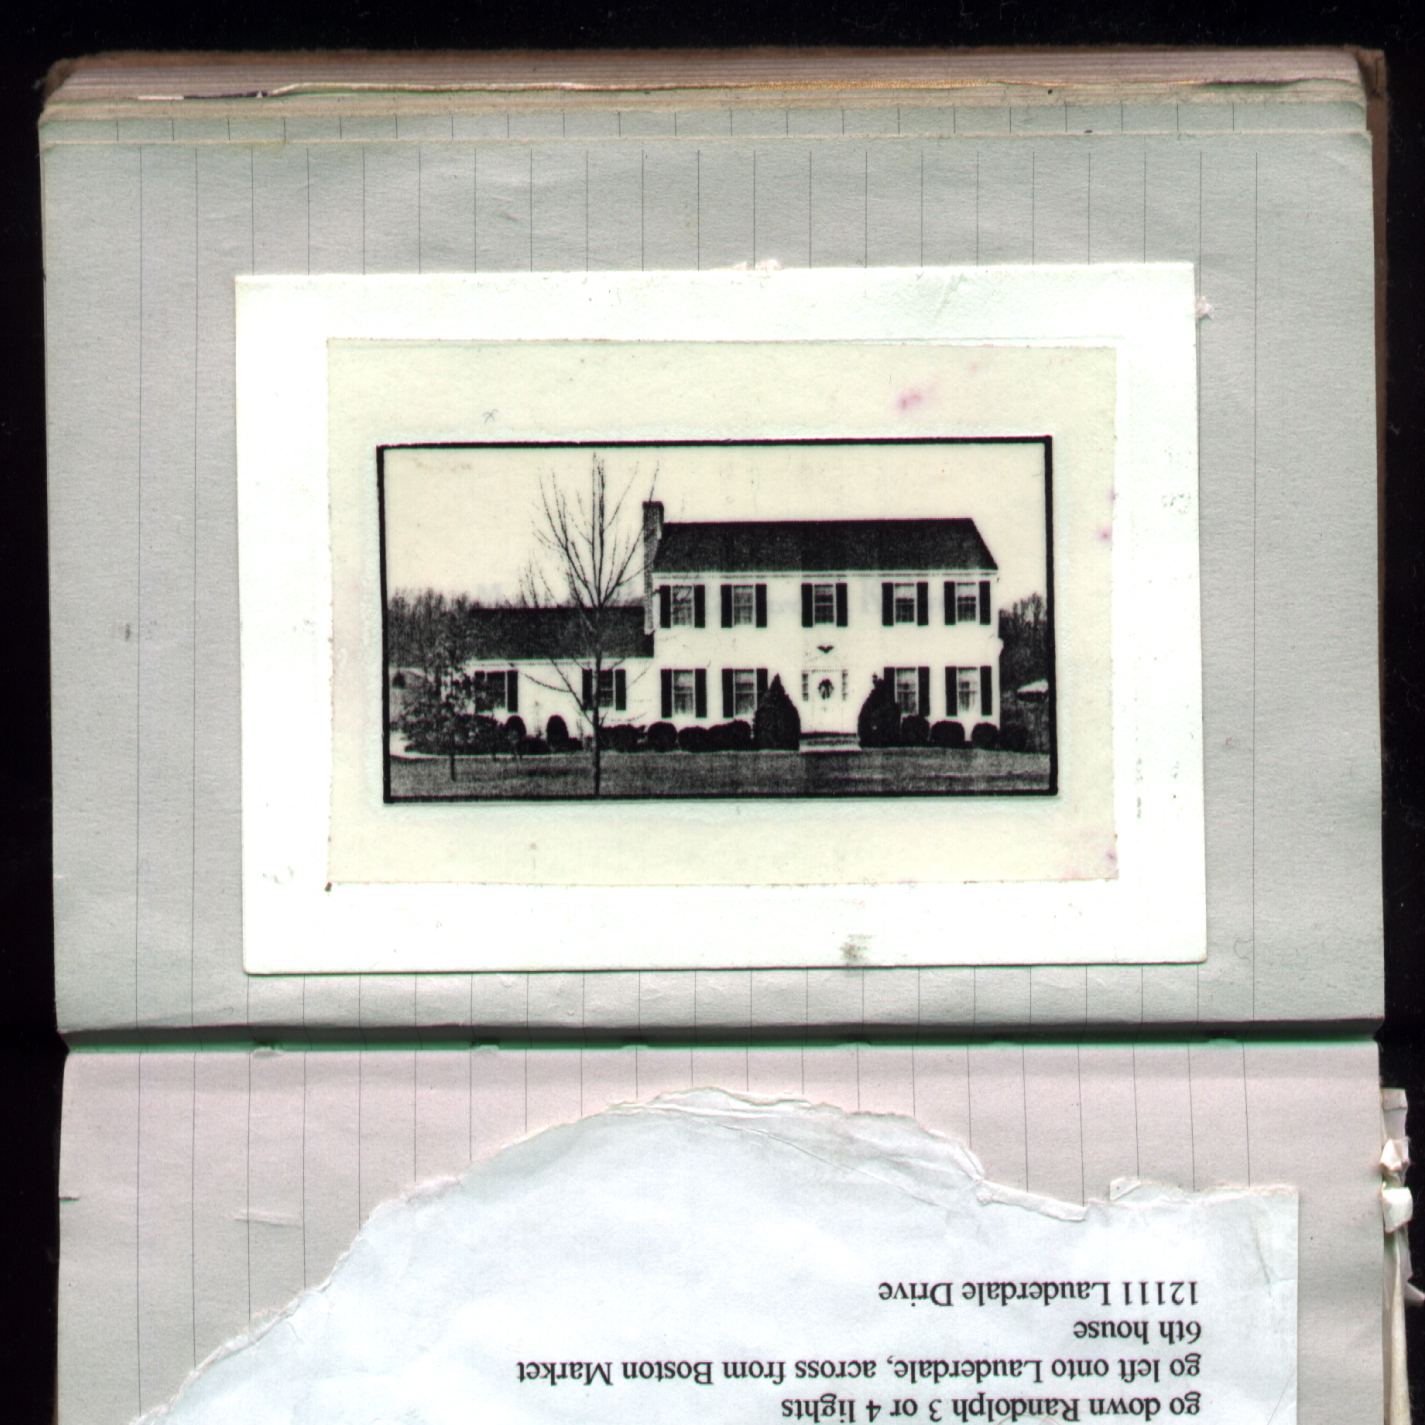 go down Randolph 3 or 4 lights
go left onto Lauderdale, across from Boston Market
6th house
12111 Lauderdale Drive